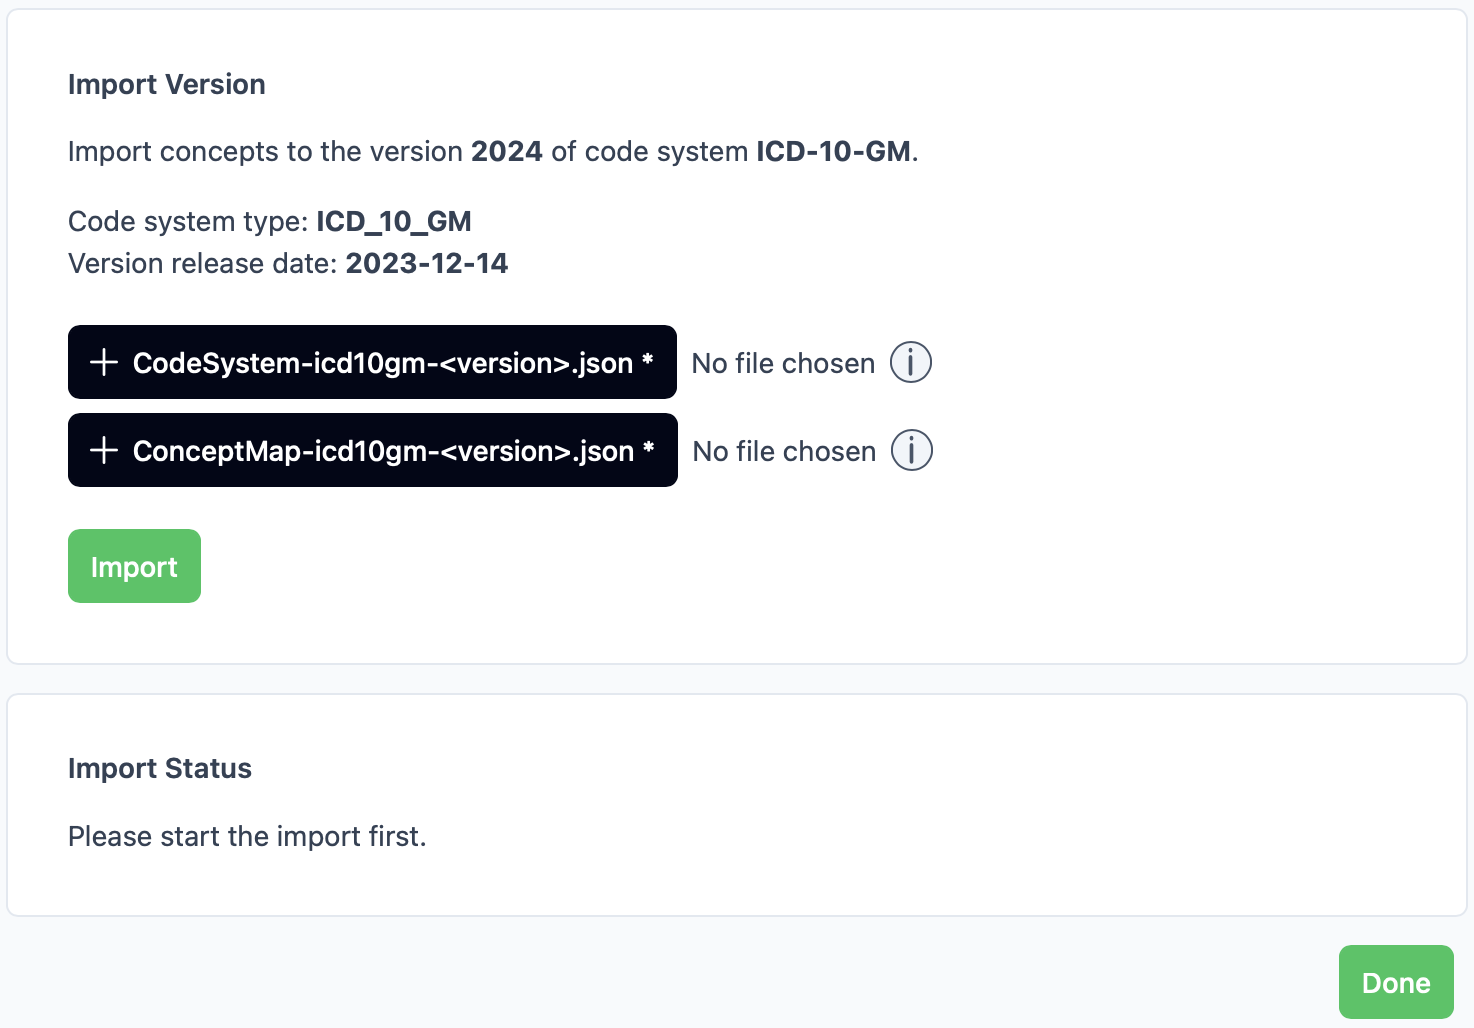 Import Version
Import concepts to the version 2024 of code system ICD-10-GM.
Code system type: ICD_10_GM
Version release date: 2023-12-14
CodeSystem-icd10gm-<version>.json * No file chosen
ConceptMap-icd10gm-<version>.json * No file chosen
Import
Import Status
Please start the import first.
Done